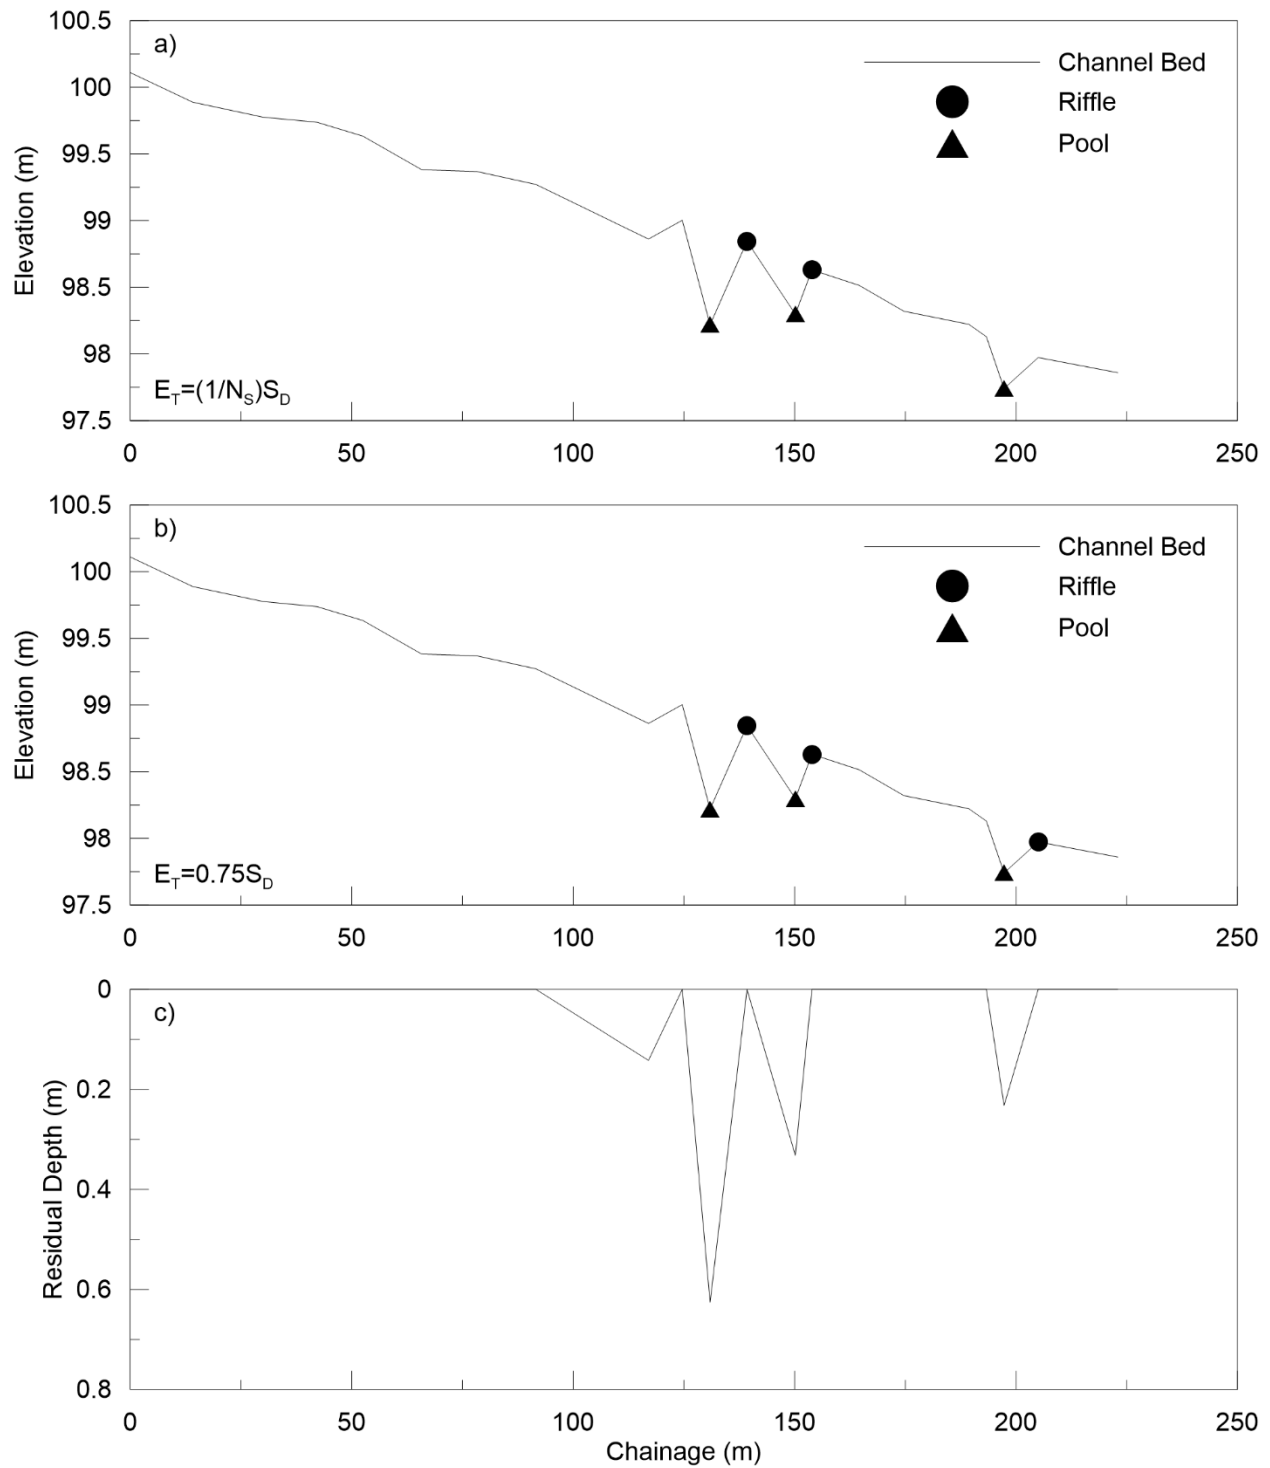 100.5
a)
Channel Bed
100
Riffle
99.5
Pool
99
Elevation (m)
98.5
98
E_T=(1/N_S)S_D
97.5
0 50 100 150 200 250
100.5
b)
Channel Bed
100
Riffle
99.5
Pool
99
Elevation (m)
98.5
98
E_T=0.75S_D
97.5
0 50 100 150 200 250
0
c)
0.2
Residual Depth (m)
0.4
0.6
0.8
0 50 100 150 200 250
Chainage (m)